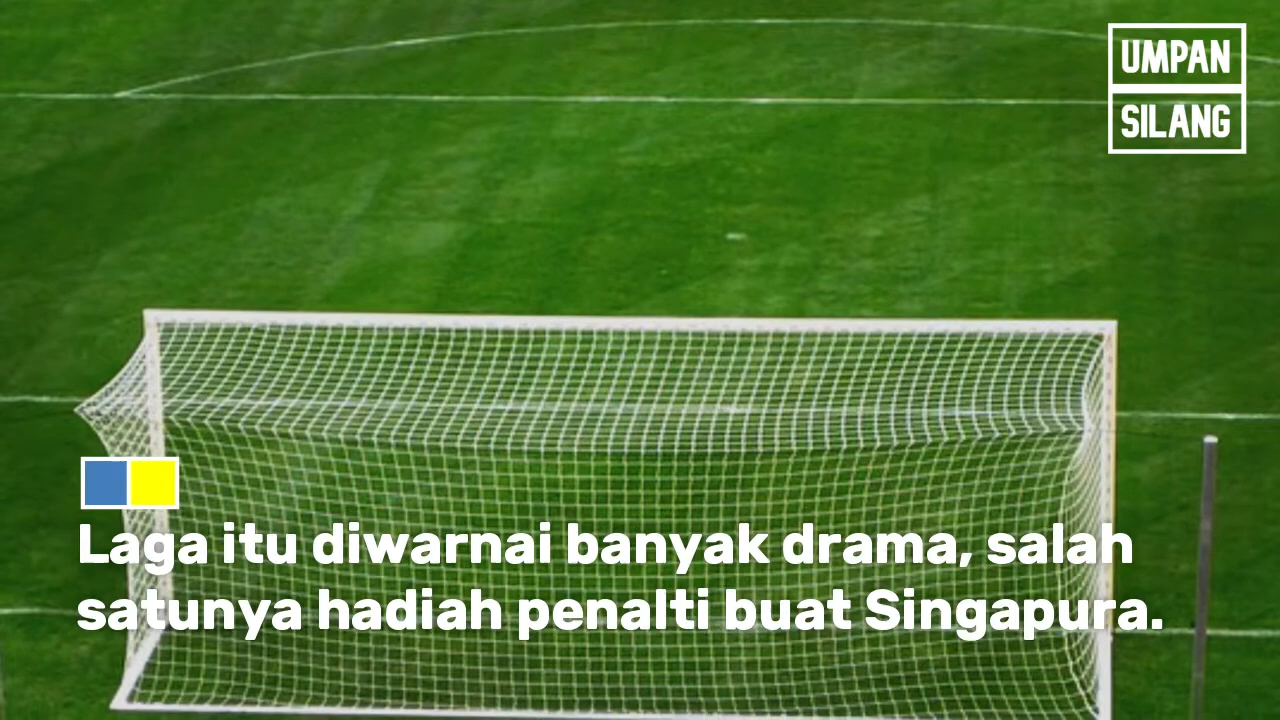 UMPAN
SILANG
Laga itu diwarnai banyak drama, salah
satunya hadiah penalti buat Singapura.